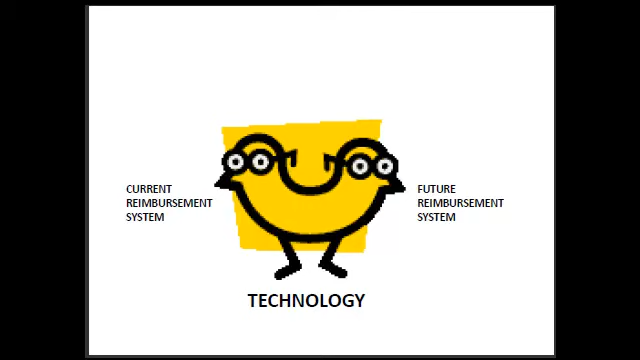 CURRENT
REIMBURSEMENT
SYSTEM
FUTURE
REIMBURSEMENT
SYSTEM
TECHNOLOGY